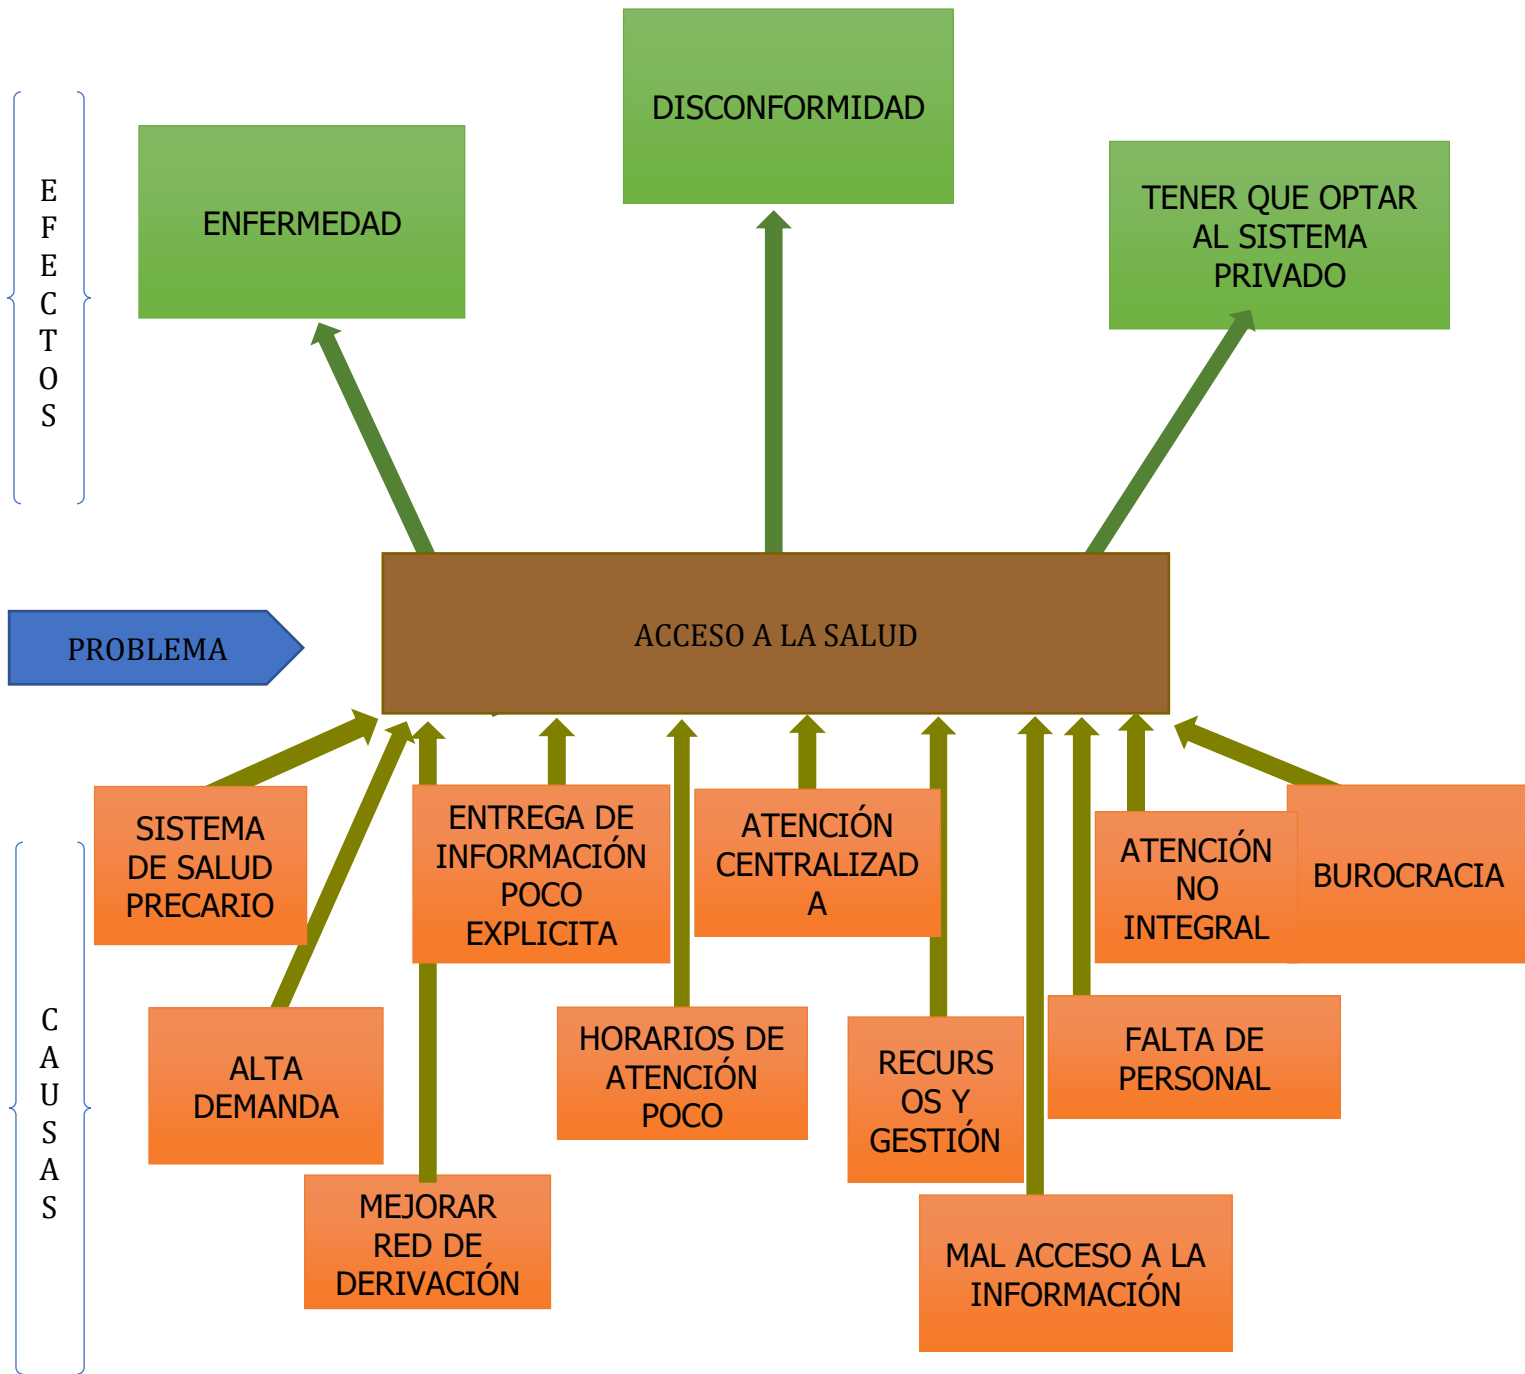 DISCONFORMIDAD
ENFERMEDAD
TENER QUE OPTAR
AL SISTEMA
PRIVADO
E
F
E
C
T
O
S
PROBLEMA
ACCESO A LA SALUD
SISTEMA
DE SALUD
PRECARIO
ENTREGA DE
INFORMACIÓN
POCO
EXPLICITA
ATENCIÓN
CENTRALIZAD
A
ATENCIÓN
NO
INTEGRAL
BUROCRACIA
C
A
U
S
A
S
ALTA
DEMANDA
HORARIOS DE
ATENCIÓN
POCO
RECURS
OS Y
GESTIÓN
FALTA DE
PERSONAL
MEJORAR
RED DE
DERIVACIÓN
MAL ACCESO A LA
INFORMACIÓN